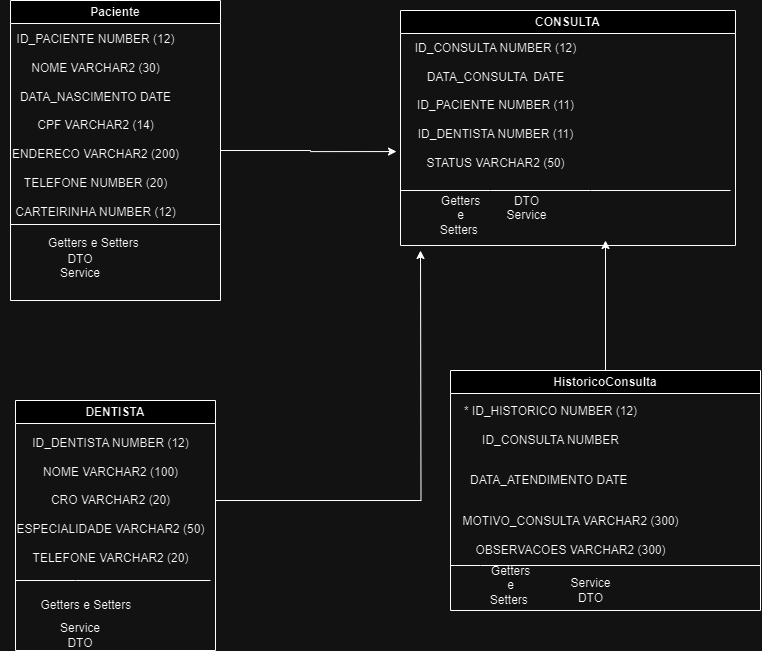 Paciente
ID_PACIENTE NUMBER (12)
NOME VARCHAR2 (30)
DATA_NASCIMENTO DATE
CPF VARCHAR2 (14)
ENDERECO VARCHAR2 (200)
TELEFONE NUMBER (20)
CARTEIRINHA NUMBER (12)
Getters e Setters
DTO
Service
CONSULTA
ID_CONSULTA NUMBER (12)
DATA_CONSULTA DATE
ID_PACIENTE NUMBER (11)
ID_DENTISTA NUMBER (11)
STATUS VARCHAR2 (50)
Getters
e
Setters
DTO
Service
DENTISTA
ID_DENTISTA NUMBER (12)
NOME VARCHAR2 (100)
CRO VARCHAR2 (20)
ESPECIALIDADE VARCHAR2 (50)
TELEFONE VARCHAR2 (20)
Getters e Setters
Service
DTO
HistoricoConsulta
* ID_HISTORICO NUMBER (12)
ID_CONSULTA NUMBER
DATA_ATENDIMENTO DATE
MOTIVO_CONSULTA VARCHAR2 (300)
OBSERVACOES VARCHAR2 (300)
Getters
e
Setters
Service
DTO